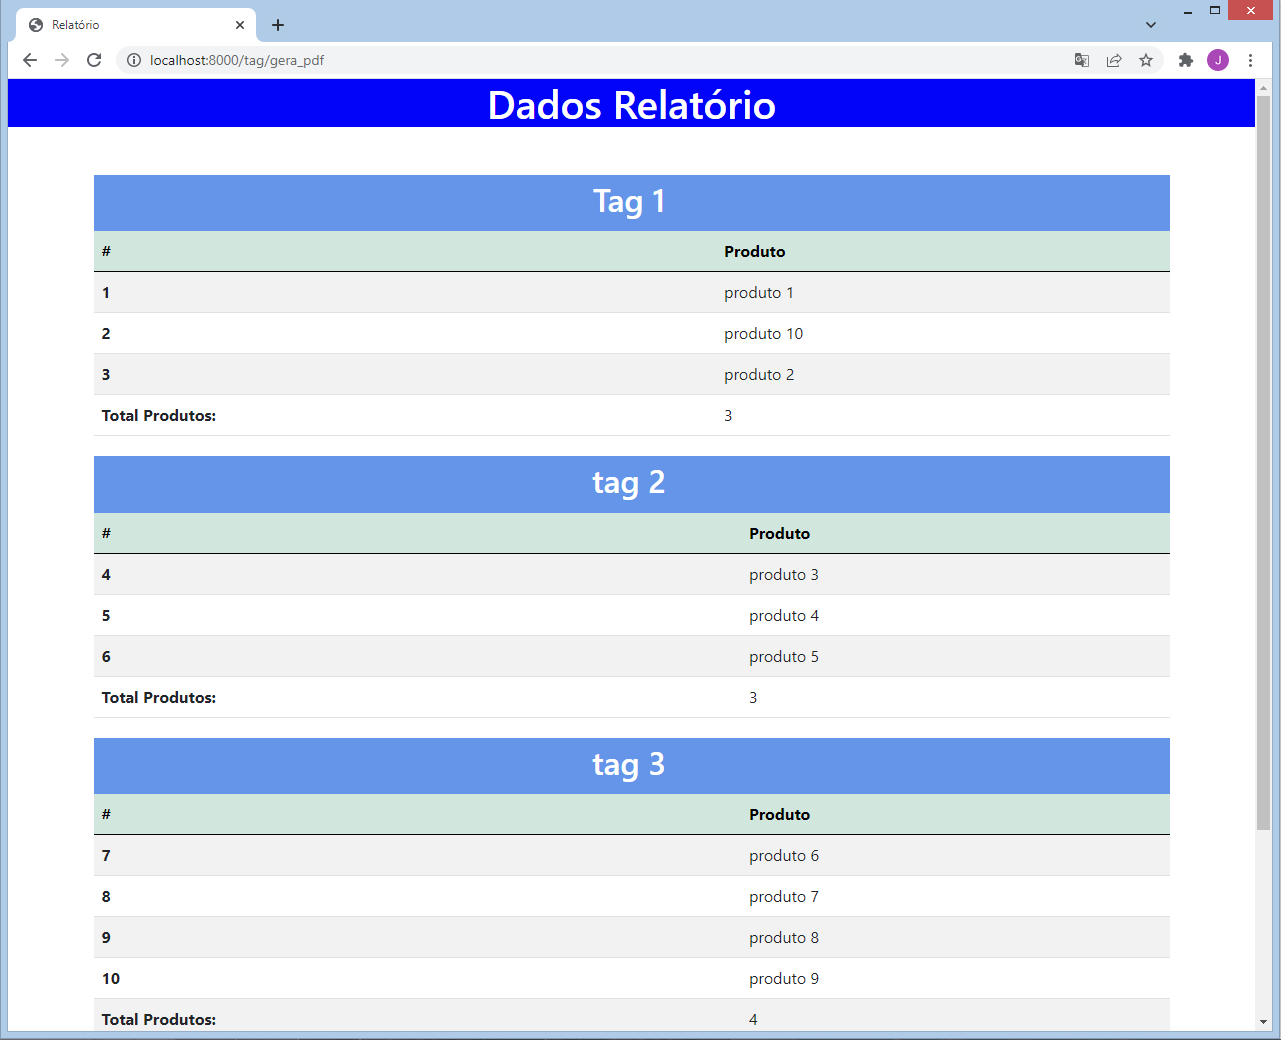 Relatório
localhost:8000/tag/gera_pdf
J
Dados Relatório
Tag 1
# Produto
1 produto 1
2 produto 10
3 produto 2
Total Produtos: 3
tag 2
# Produto
4 produto 3
5 produto 4
6 produto 5
Total Produtos: 3
tag 3
# Produto
7 produto 6
8 produto 7
9 produto 8
10 produto 9
Total Produtos: 4